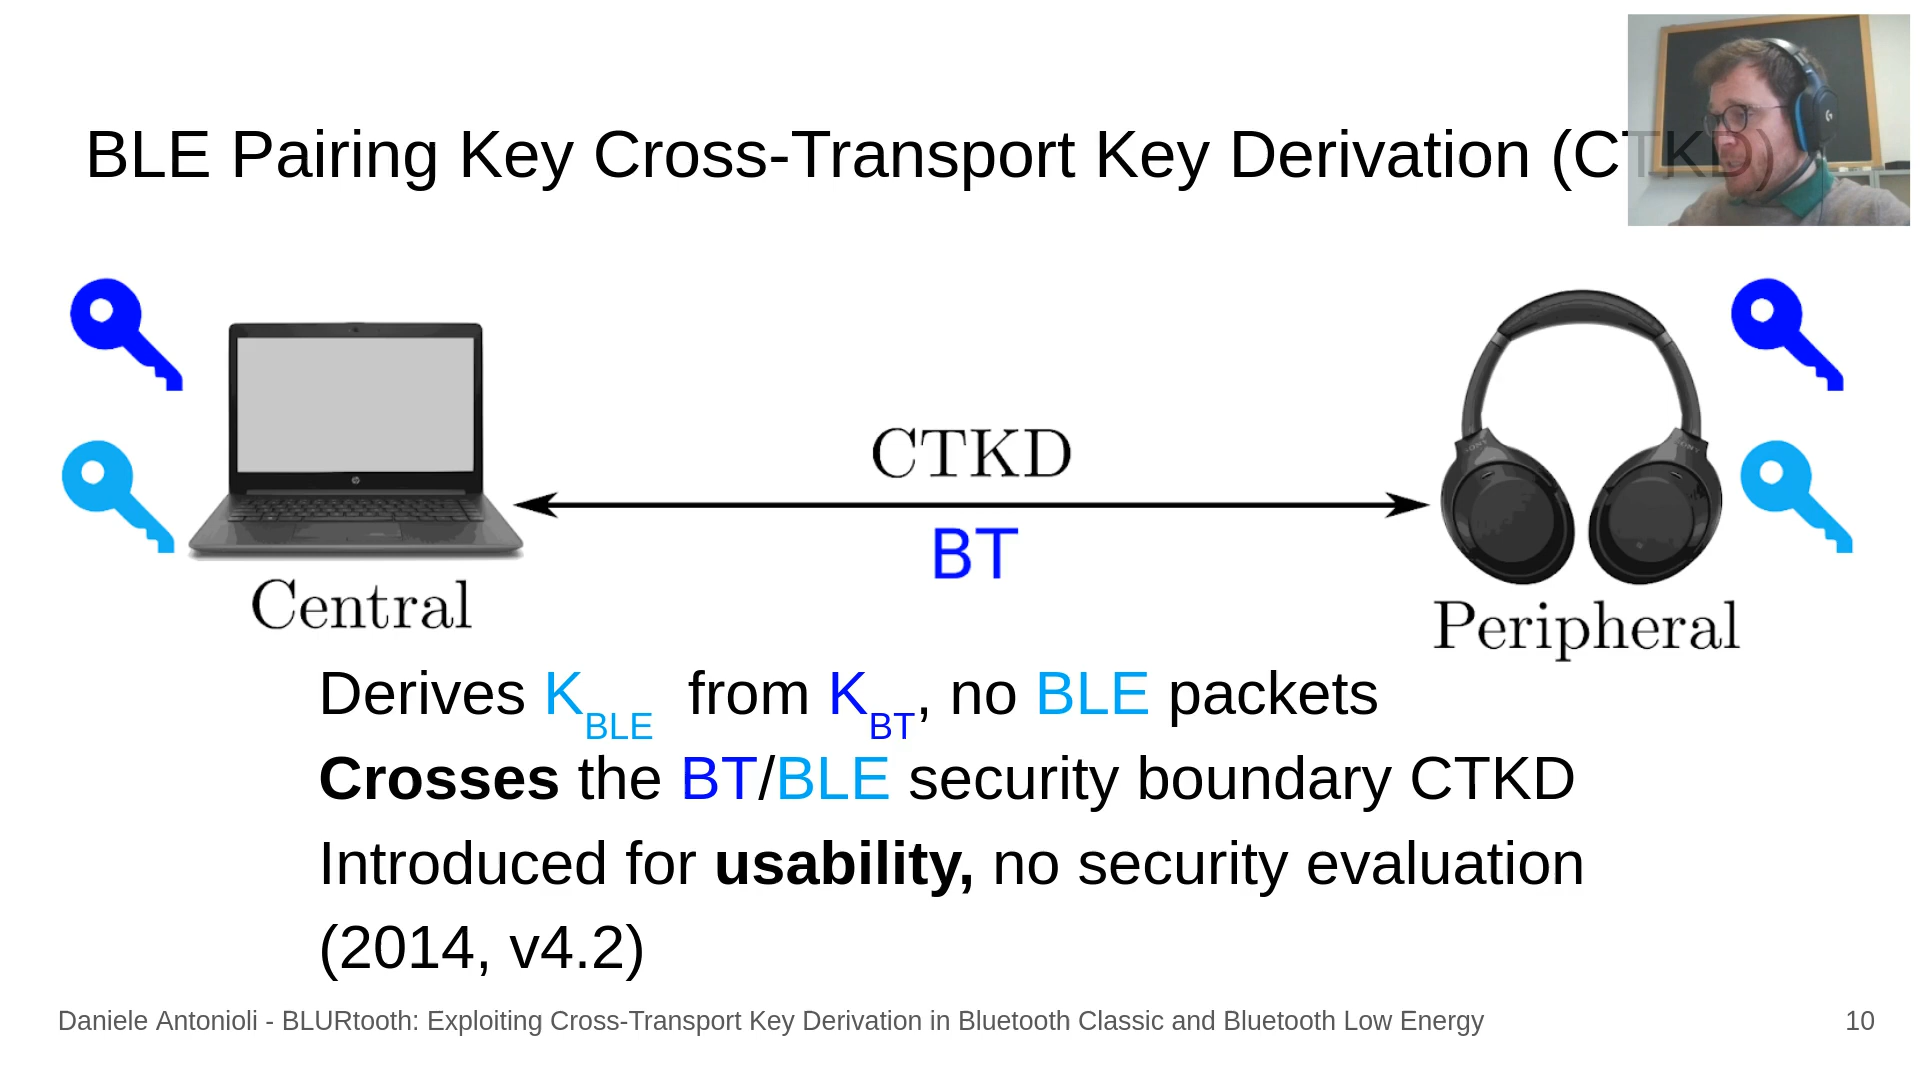 BLE Pairing Key Cross-Transport Key Derivation (CTKD)
CTKD
BT
Central
Peripheral
Derives KBLE from KBT, no BLE packets
Crosses the BT/BLE security boundary CTKD
Introduced for usability, no security evaluation
(2014, v4.2)
Daniele Antonioli - BLURtooth: Exploiting Cross-Transport Key Derivation in Bluetooth Classic and Bluetooth Low Energy
10